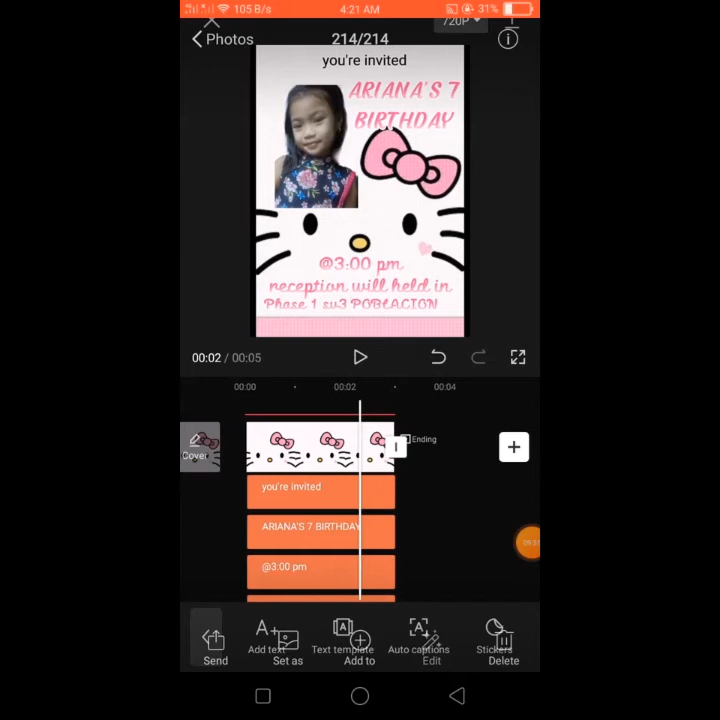 105 B/s 4:21 AM 31%
720P
Photos 214/214
you're invited
ARIANA'S 7
BIRTHDAY
@3:00 pm
reception will held in
Phase 1 sv3 POBLACION
00:02 / 00:05
00:00 00:02 00:04
Cover
Ending
you're invited
ARIANA'S 7 BIRTHDAY
@3:00 pm
Add text Text template Auto captions Stickers
Send Set as Add to Edit Delete